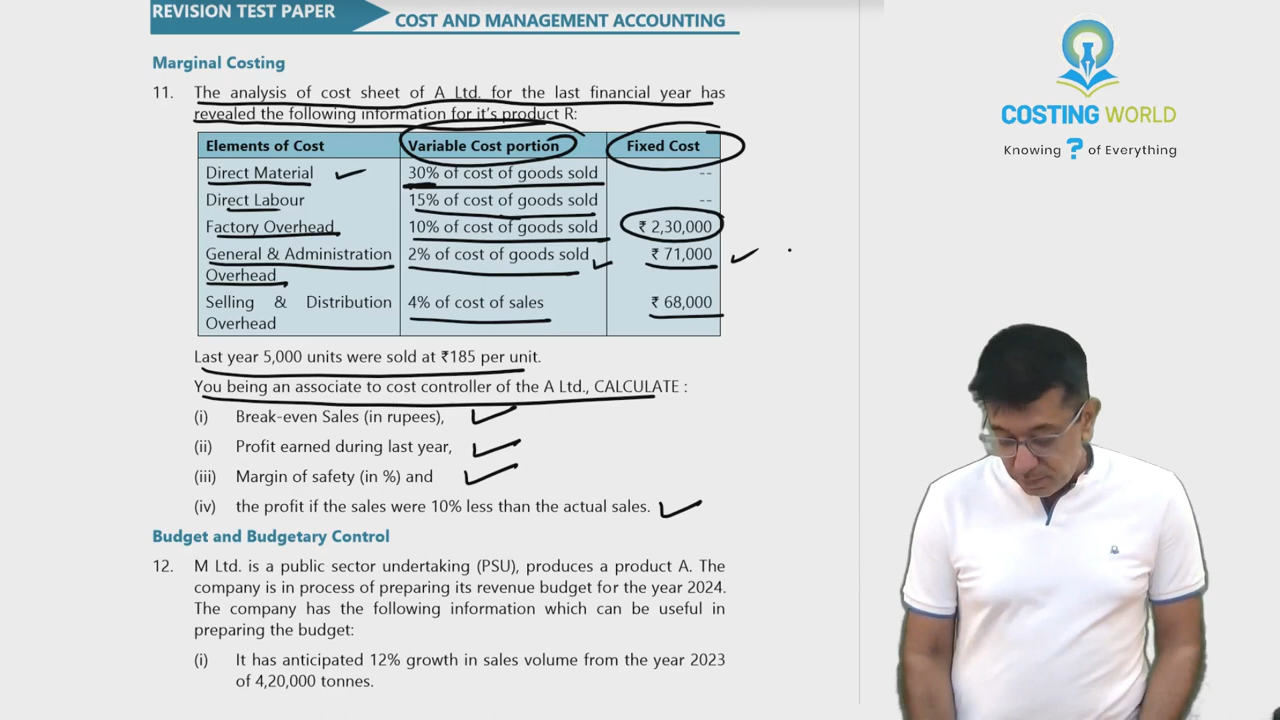 REVISION TEST PAPER
COST AND MANAGEMENT ACCOUNTING
Marginal Costing
11. The analysis of cost sheet of A Ltd. for the last financial year has
revealed the following information for it's product R:
Elements of Cost Variable Cost portion Fixed Cost
Direct Material 30% of cost of goods sold --
Direct Labour 15% of cost of goods sold --
Factory Overhead 10% of cost of goods sold ₹ 2,30,000
General & Administration 2% of cost of goods sold ₹ 71,000
Overhead
Selling & Distribution 4% of cost of sales ₹ 68,000
Overhead
Last year 5,000 units were sold at ₹185 per unit.
You being an associate to cost controller of the A Ltd., CALCULATE :
(i) Break-even Sales (in rupees),
(ii) Profit earned during last year,
(iii) Margin of safety (in %) and
(iv) the profit if the sales were 10% less than the actual sales.
Budget and Budgetary Control
12. M Ltd. is a public sector undertaking (PSU), produces a product A. The
company is in process of preparing its revenue budget for the year 2024.
The company has the following information which can be useful in
preparing the budget:
(i) It has anticipated 12% growth in sales volume from the year 2023
of 4,20,000 tonnes.
COSTING WORLD
Knowing ? of Everything